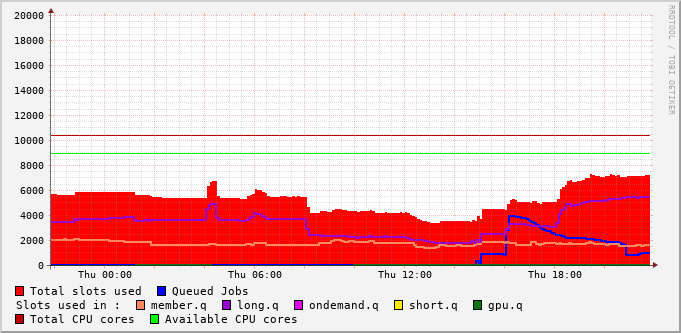 RRDTOOL / TOBI OETIKER
20000
18000
16000
14000
12000
10000
8000
6000
4000
2000
0
Thu 00:00 Thu 06:00 Thu 12:00 Thu 18:00
Total slots used Queued Jobs
Slots used in : member.q long.q ondemand.q short.q gpu.q
Total CPU cores Available CPU cores